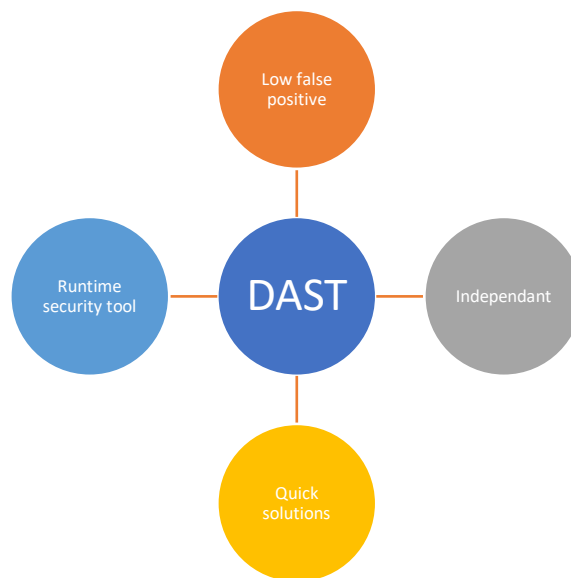 Low false
positive
Runtime
security tool
DAST
Independant
Quick
solutions